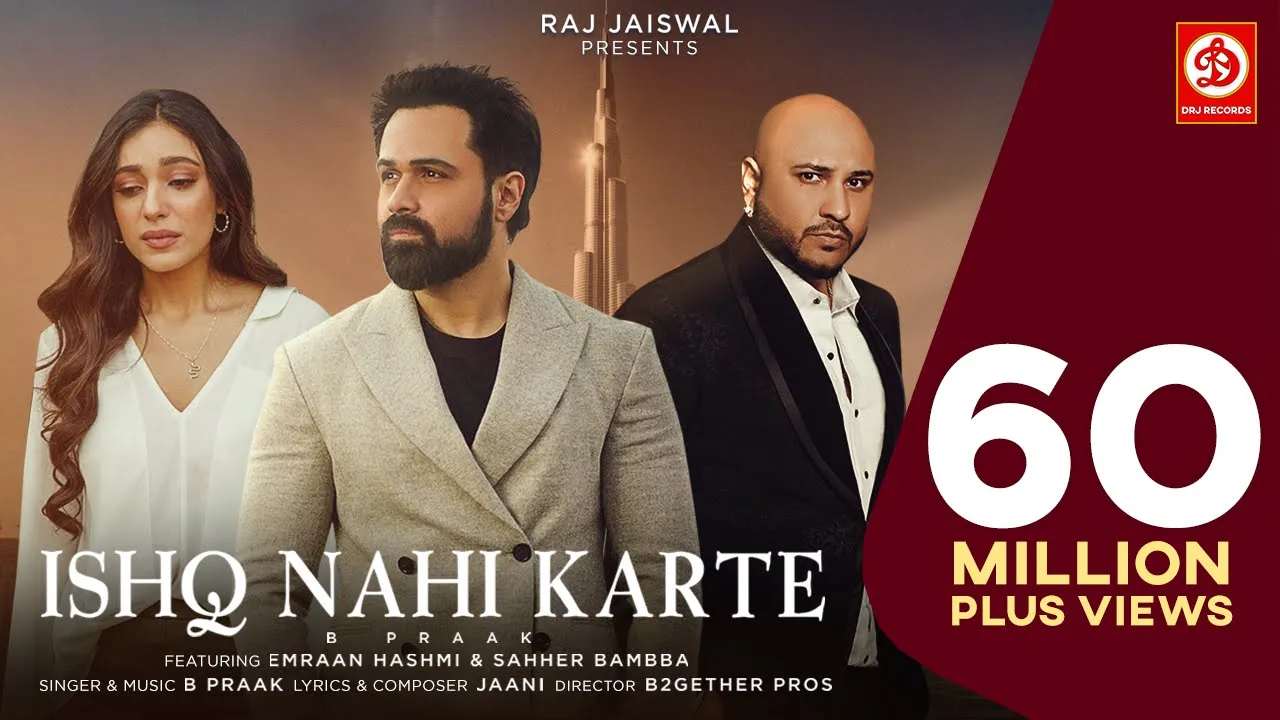 RAJ JAISWAL
PRESENTS
DRJ RECORDS
60
MILLION
PLUS VIEWS
ISHQ NAHI KARTE
B PRAAK
FEATURING EMRAAN HASHMI & SAHHER BAMBBA
SINGER & MUSIC B PRAAK LYRICS & COMPOSER JAANI DIRECTOR B2GETHER PROS